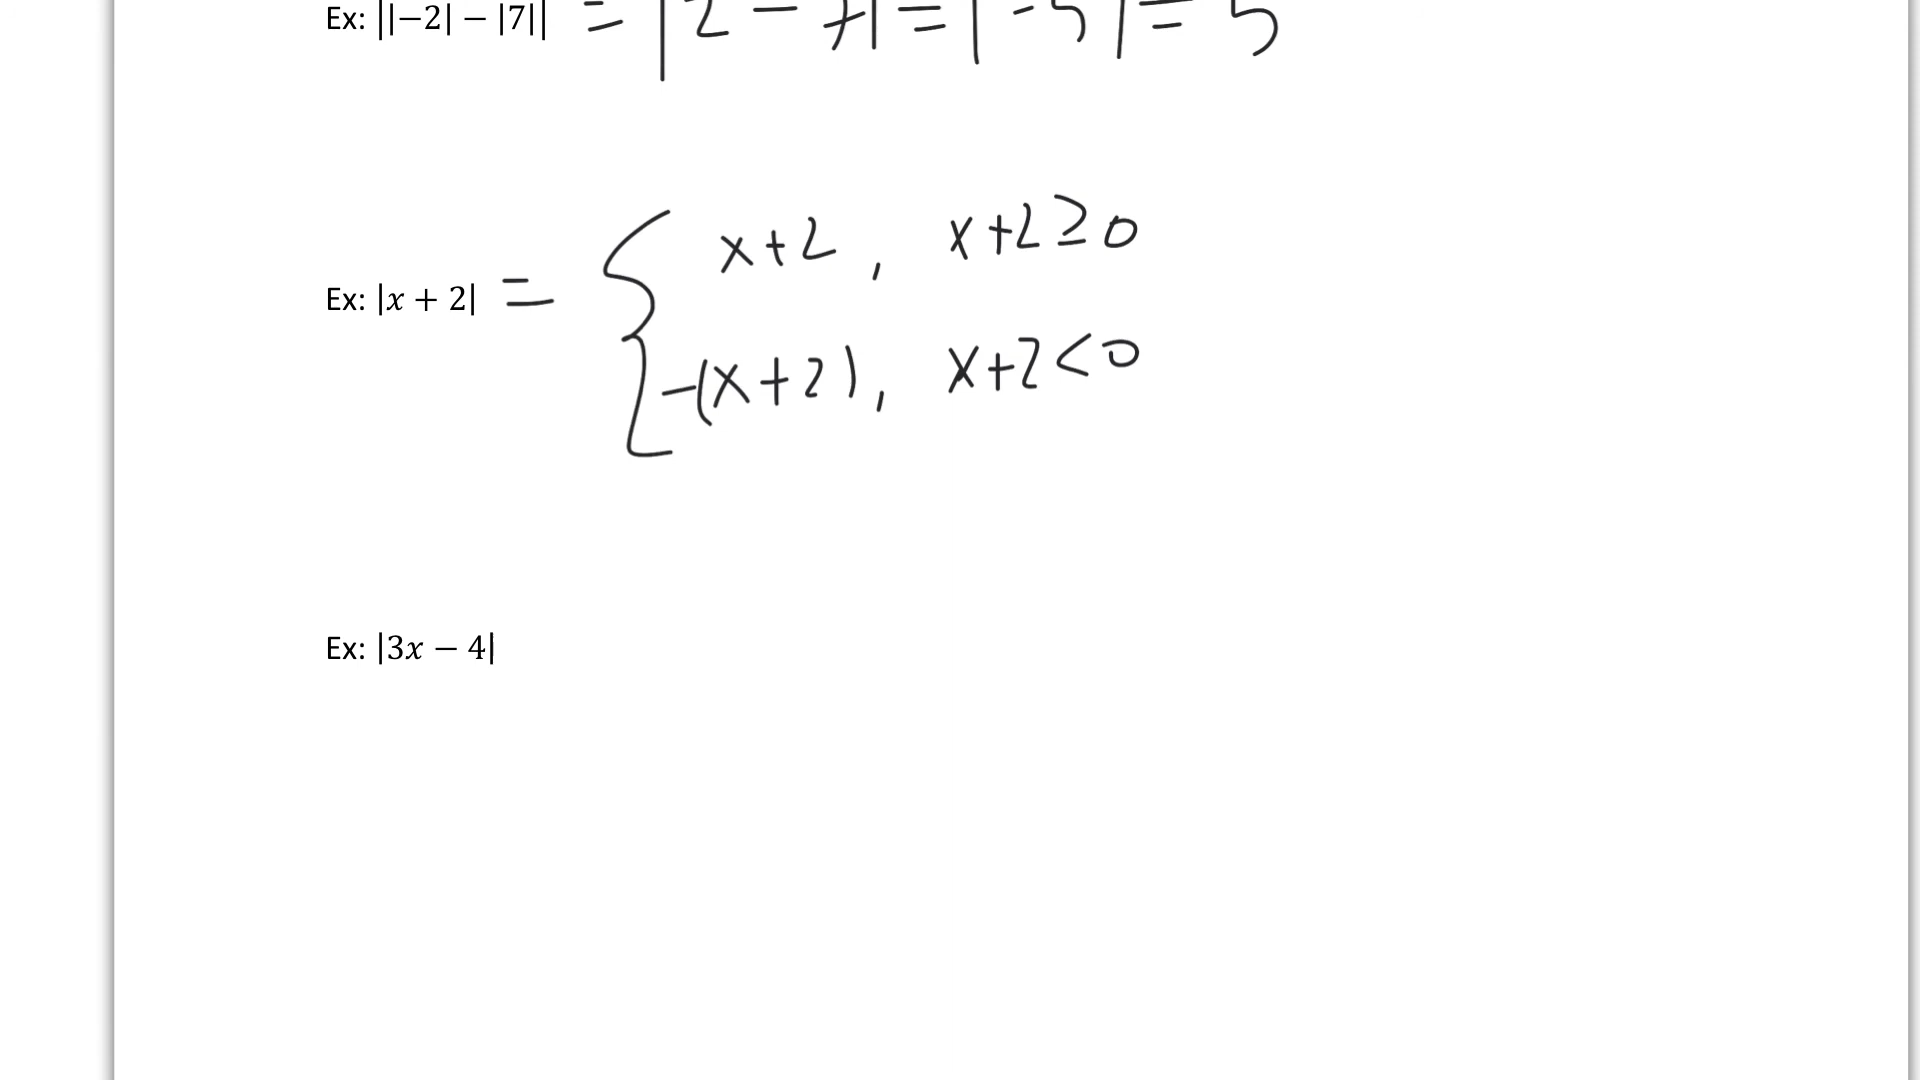 Ex: ||−2| − |7|| = |2 − 7| = |-5| = 5
x+2 , x+2≥0
Ex: |x + 2| =
-(x+2), x+2<0
Ex: |3x − 4|